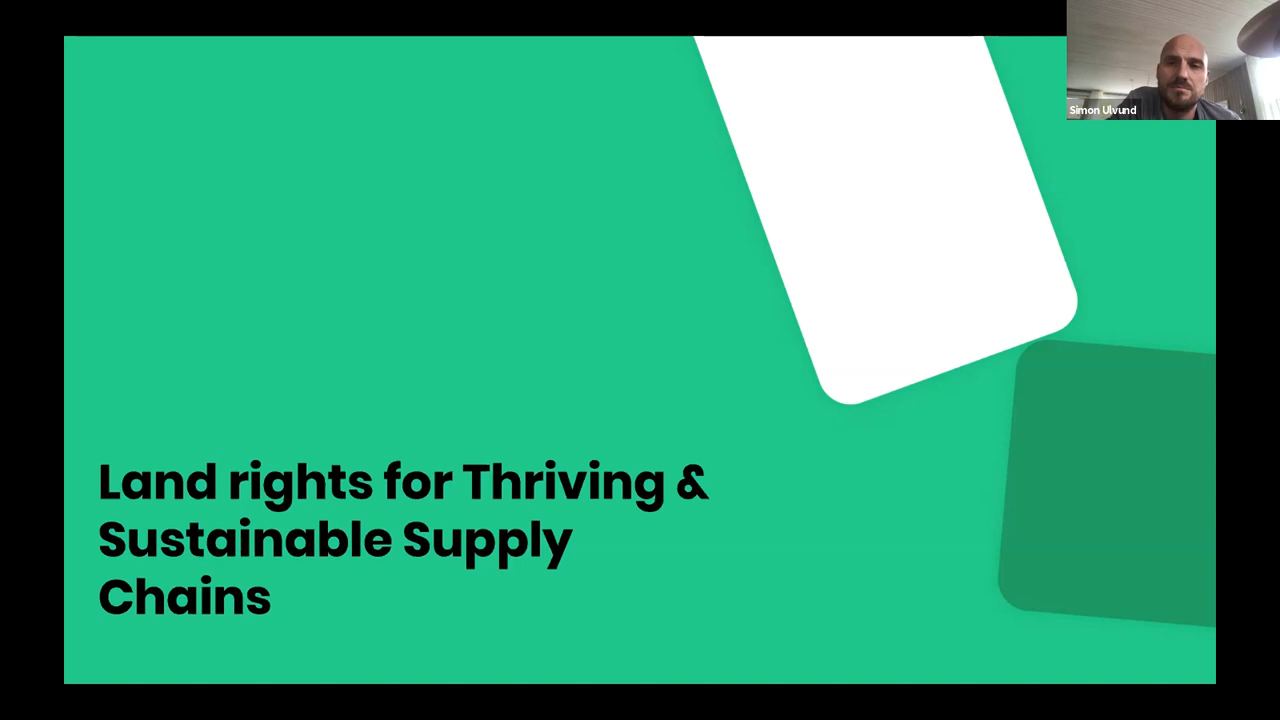 Simon Ulvund
Land rights for Thriving &
Sustainable Supply
Chains